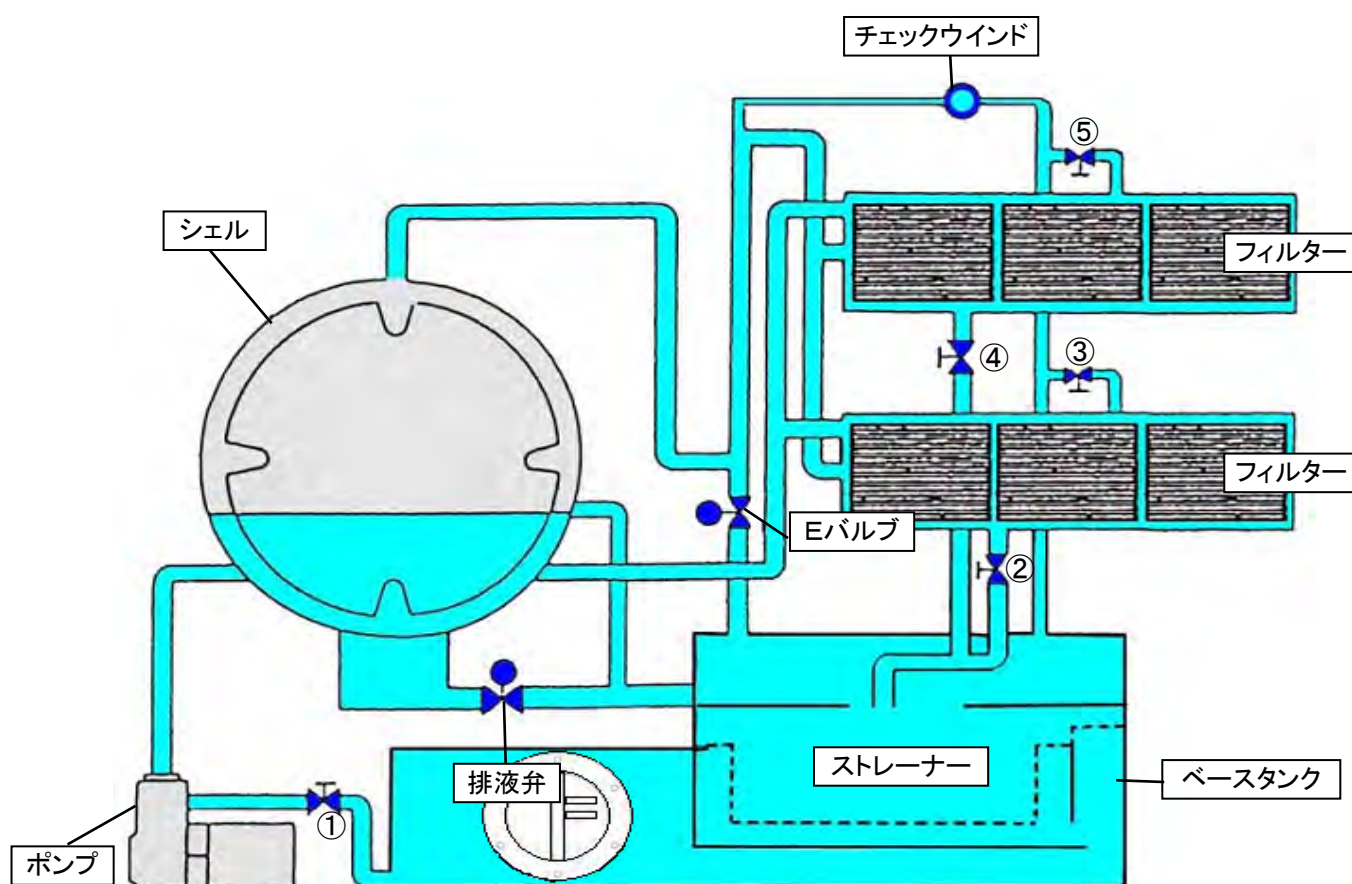 チェックウインド
⑤
シェル
フィルター
④
③
フィルター
Eバルブ
②
ストレーナー
排液弁
ベースタンク
①
ポンプ